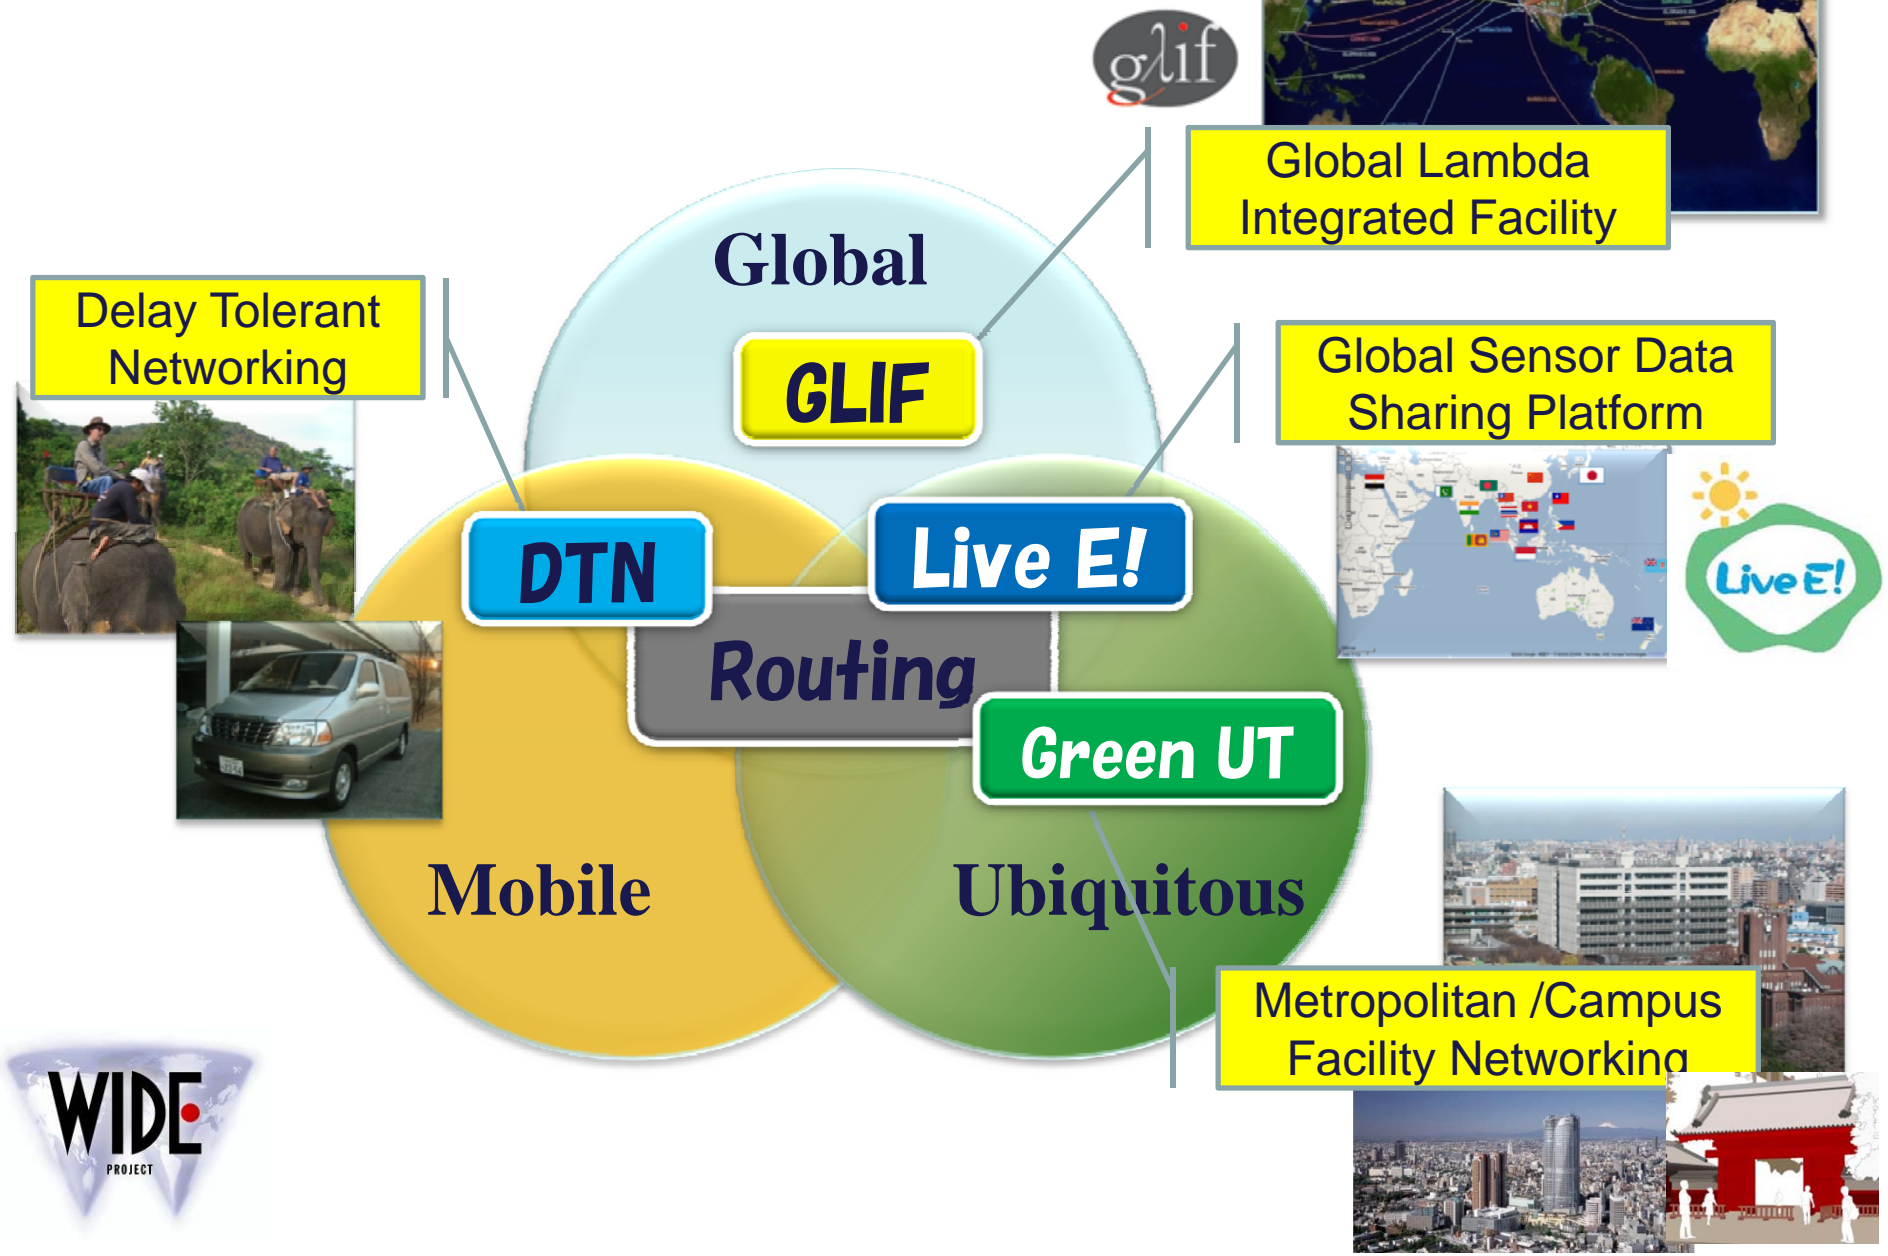 glif
Global Lambda
Integrated Facility
Global
Delay Tolerant
Networking
GLIF
Global Sensor Data
Sharing Platform
DTN
Live E!
Live E!
Routing
Green UT
Mobile
Ubiquitous
Metropolitan /Campus
Facility Networking
WIDE
PROJECT